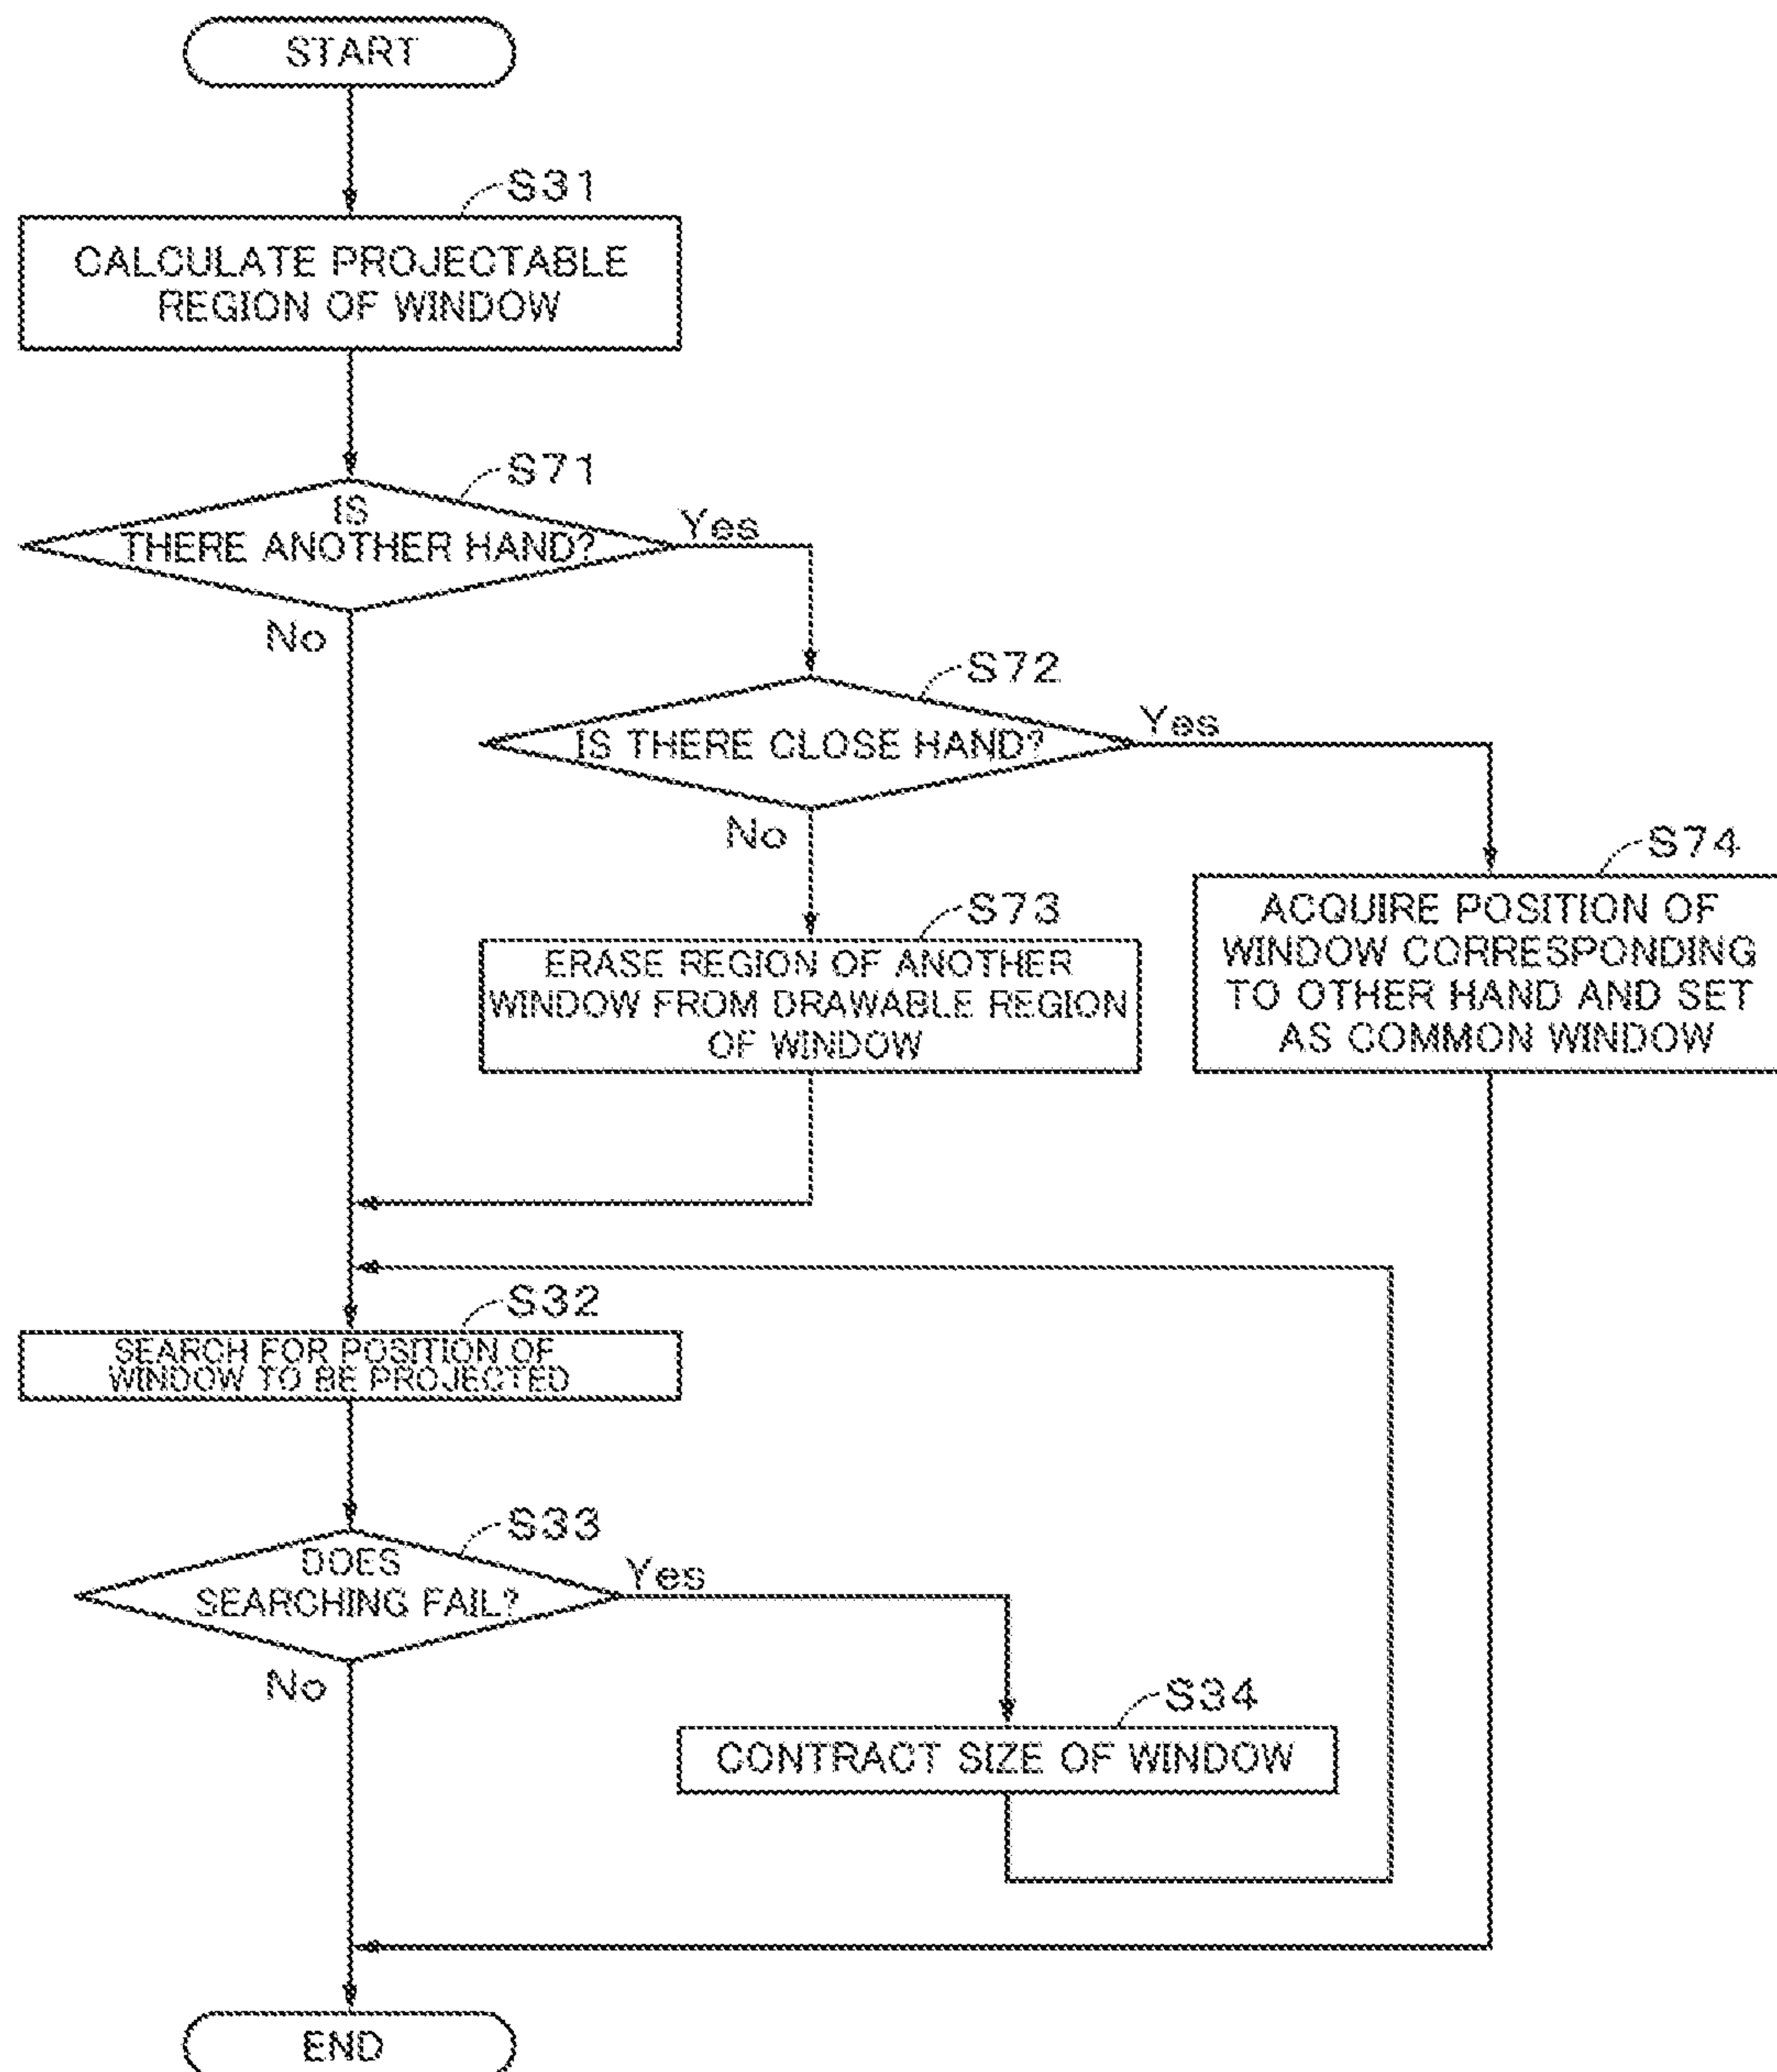 START
S31
CALCULATE PROJECTABLE
REGION OF WINDOW
S71
IS
THERE ANOTHER HAND?
Yes
No
S72
IS THERE CLOSE HAND?
Yes
No
S73
ERASE REGION OF ANOTHER
WINDOW FROM DRAWABLE REGION
OF WINDOW
S74
ACQUIRE POSITION OF
WINDOW CORRESPONDING
TO OTHER HAND AND SET
AS COMMON WINDOW
S32
SEARCH FOR POSITION OF
WINDOW TO BE PROJECTED
S33
DOES
SEARCHING FAIL?
Yes
No
S34
CONTRACT SIZE OF WINDOW
END